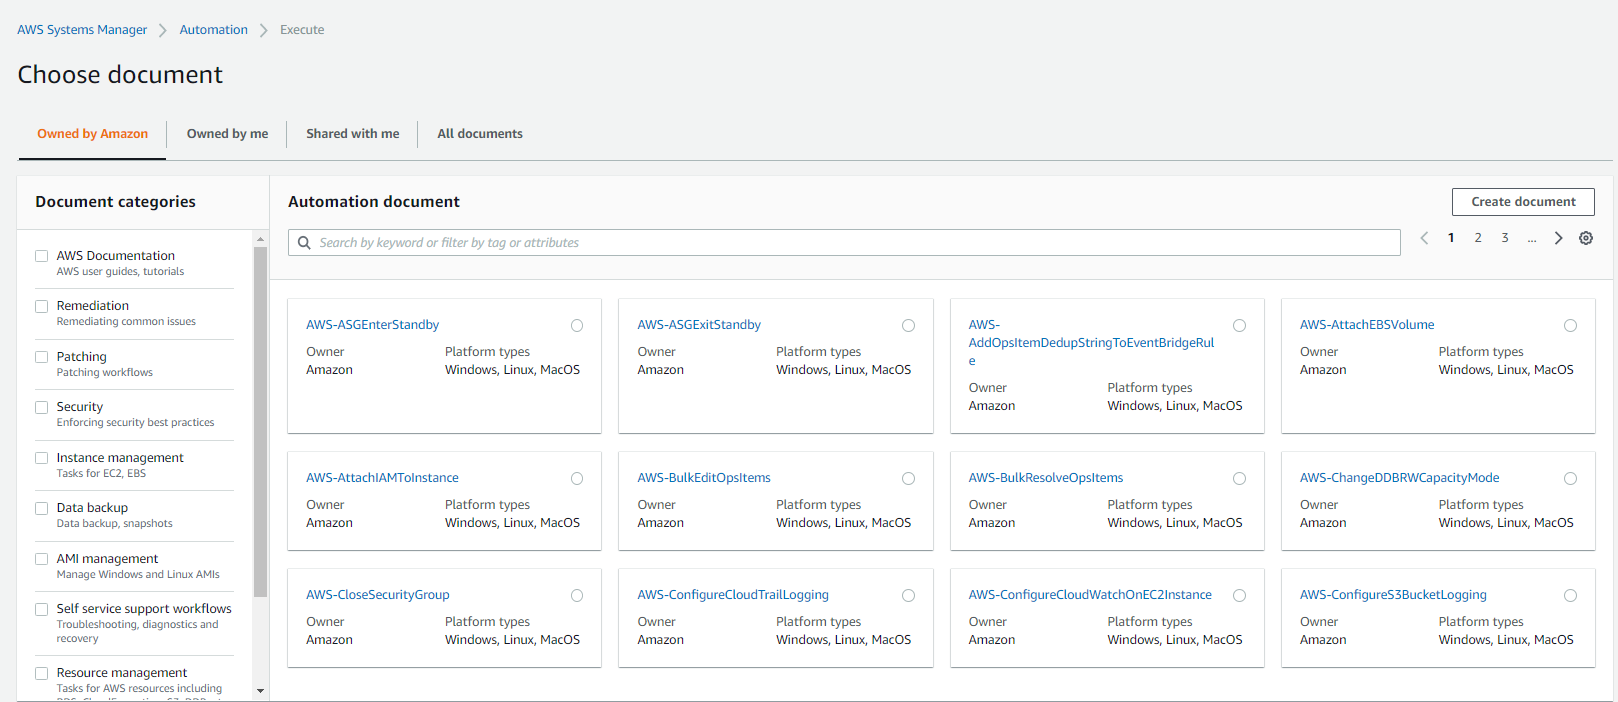 AWS Systems Manager
Automation
Execute
Choose document
Owned by Amazon
Owned by me
Shared with me
All documents
Document categories
AWS Documentation
AWS user guides, tutorials
Remediation
Remediating common issues
Patching
Patching workflows
Security
Enforcing security best practices
Instance management
Tasks for EC2, EBS
Data backup
Data backup, snapshots
AMI management
Manage Windows and Linux AMIs
Self service support workflows
Troubleshooting, diagnostics and
recovery
Resource management
Tasks for AWS resources including
Automation document
Create document
Search by keyword or filter by tag or attributes
1 2 3 ...
AWS-ASGEnterStandby
Owner Platform types
Amazon Windows, Linux, MacOS
AWS-ASGExitStandby
Owner Platform types
Amazon Windows, Linux, MacOS
AWS-
AddOpsItemDedupStringToEventBridgeRul
e
Owner Platform types
Amazon Windows, Linux, MacOS
AWS-AttachEBSVolume
Owner Platform types
Amazon Windows, Linux, MacOS
AWS-AttachIAMToInstance
Owner Platform types
Amazon Windows, Linux, MacOS
AWS-BulkEditOpsItems
Owner Platform types
Amazon Windows, Linux, MacOS
AWS-BulkResolveOpsItems
Owner Platform types
Amazon Windows, Linux, MacOS
AWS-ChangeDDBRWCapacityMode
Owner Platform types
Amazon Windows, Linux, MacOS
AWS-CloseSecurityGroup
Owner Platform types
Amazon Windows, Linux, MacOS
AWS-ConfigureCloudTrailLogging
Owner Platform types
Amazon Windows, Linux, MacOS
AWS-ConfigureCloudWatchOnEC2Instance
Owner Platform types
Amazon Windows, Linux, MacOS
AWS-ConfigureS3BucketLogging
Owner Platform types
Amazon Windows, Linux, MacOS